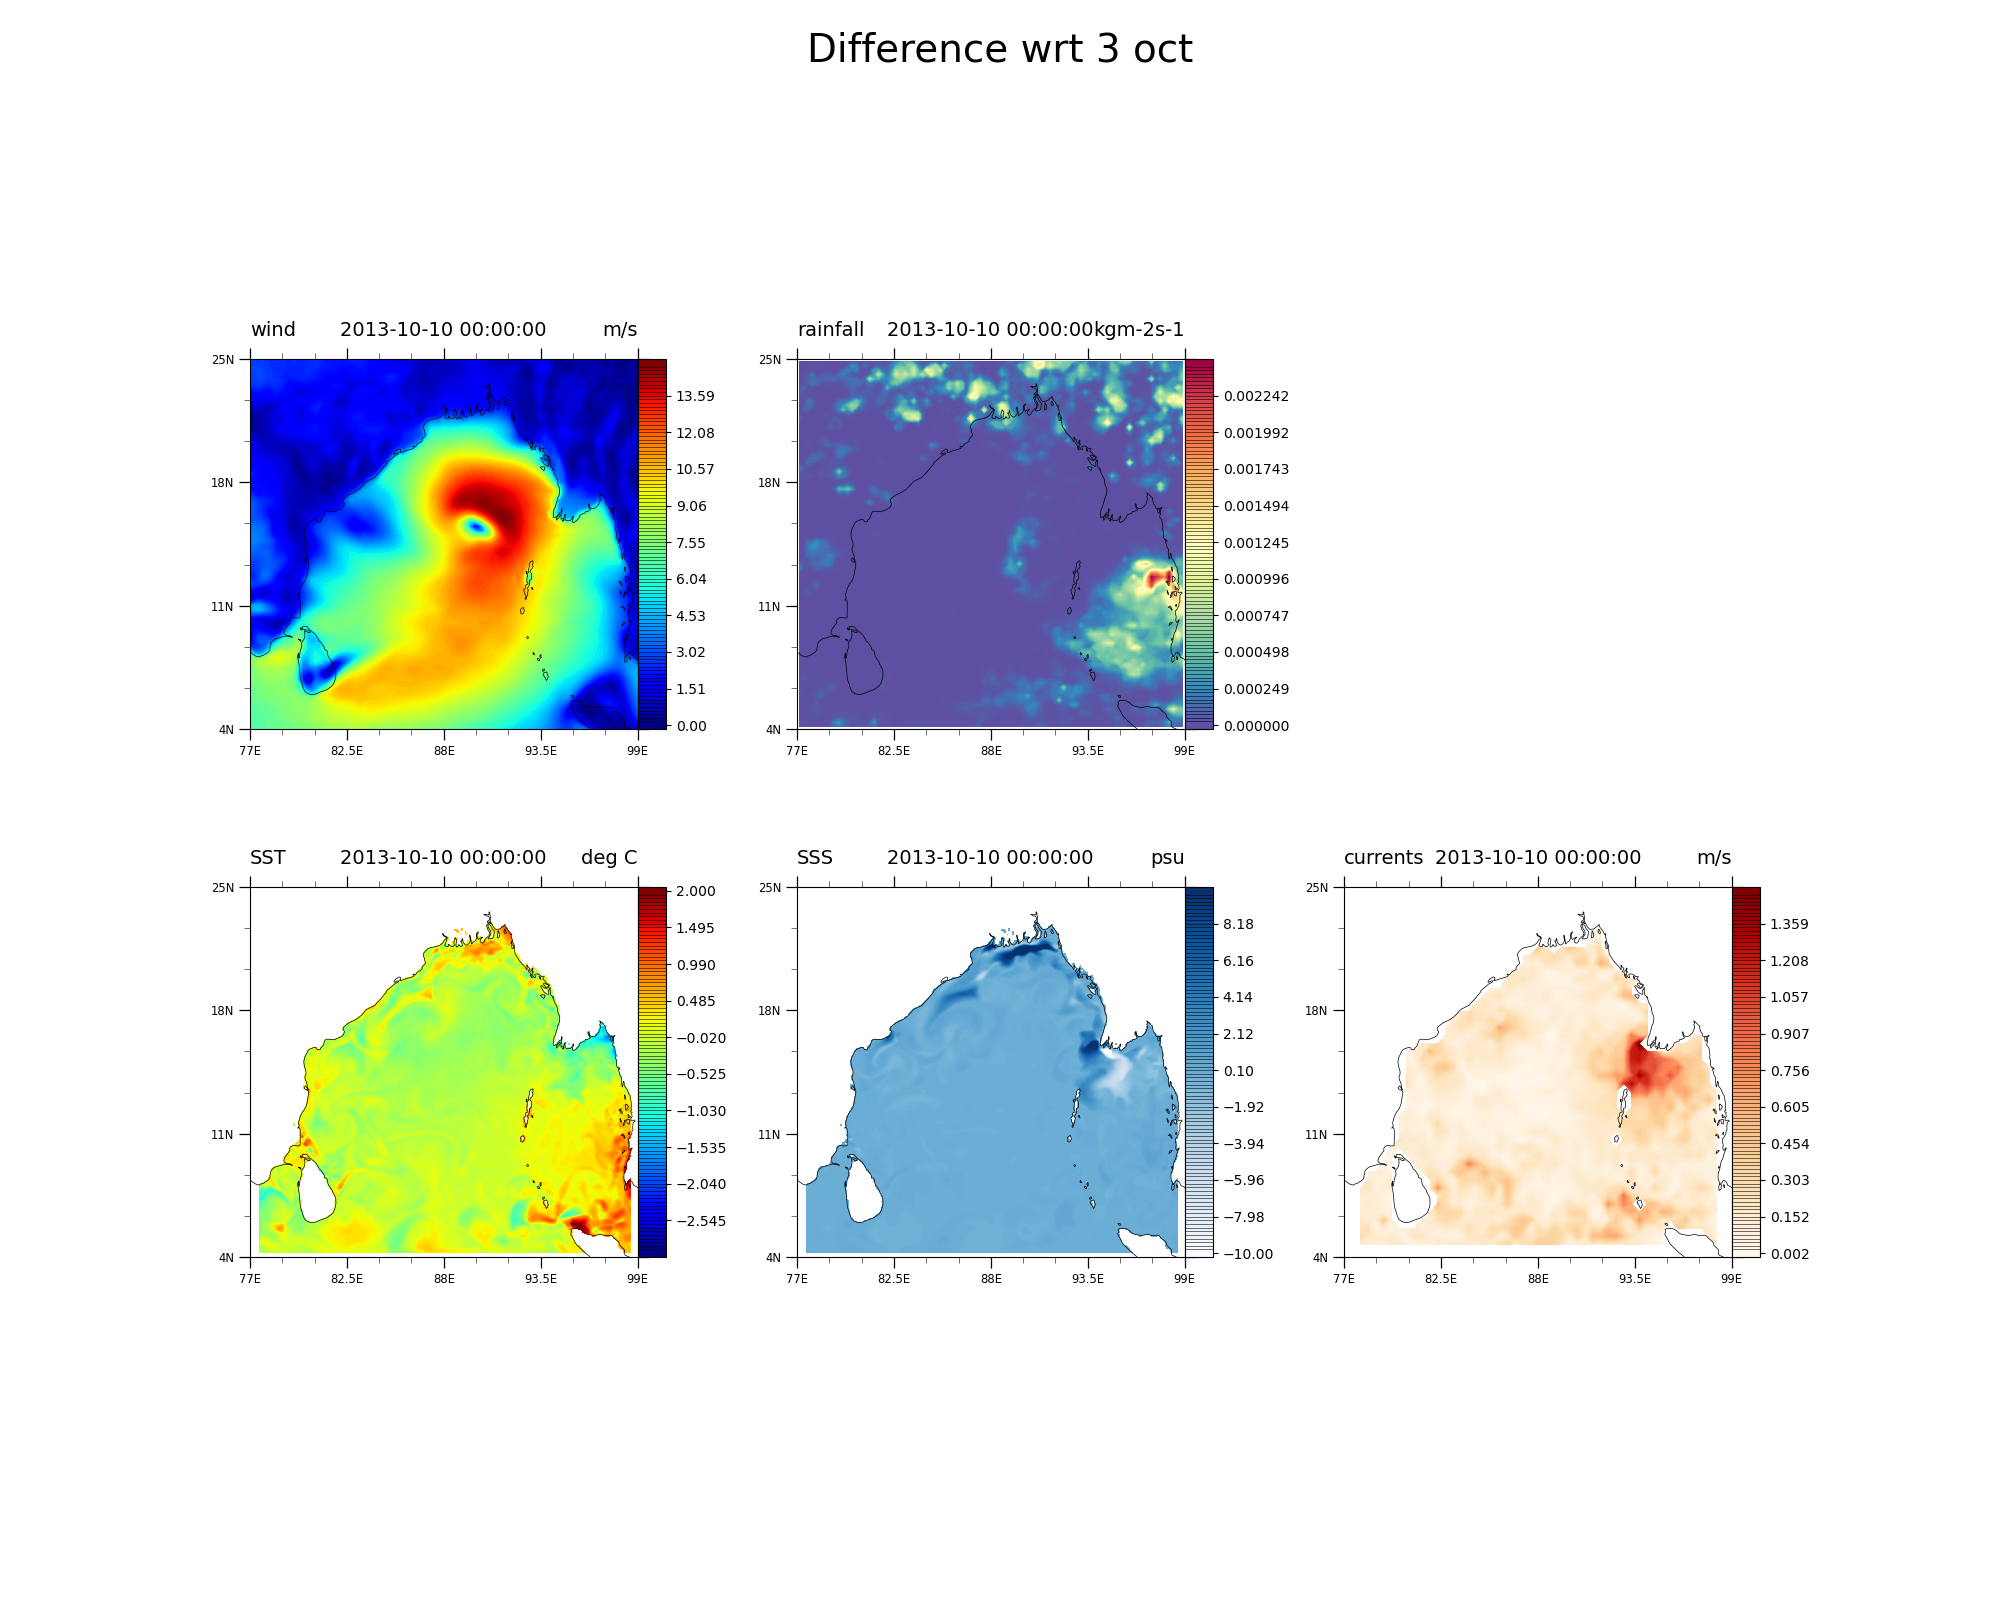 Difference wrt 3 oct
wind 2013-10-10 00:00:00 m/s
25N
18N
11N
4N
77E 82.5E 88E 93.5E 99E
13.59
12.08
10.57
9.06
7.55
6.04
4.53
3.02
1.51
0.00
rainfall 2013-10-10 00:00:00kgm-2s-1
25N
18N
11N
4N
77E 82.5E 88E 93.5E 99E
0.002242
0.001992
0.001743
0.001494
0.001245
0.000996
0.000747
0.000498
0.000249
0.000000
SST 2013-10-10 00:00:00 deg C
25N
18N
11N
4N
77E 82.5E 88E 93.5E 99E
2.000
1.495
0.990
0.485
−0.020
−0.525
−1.030
−1.535
−2.040
−2.545
SSS 2013-10-10 00:00:00 psu
25N
18N
11N
4N
77E 82.5E 88E 93.5E 99E
8.18
6.16
4.14
2.12
0.10
−1.92
−3.94
−5.96
−7.98
−10.00
currents 2013-10-10 00:00:00 m/s
25N
18N
11N
4N
77E 82.5E 88E 93.5E 99E
1.359
1.208
1.057
0.907
0.756
0.605
0.454
0.303
0.152
0.002